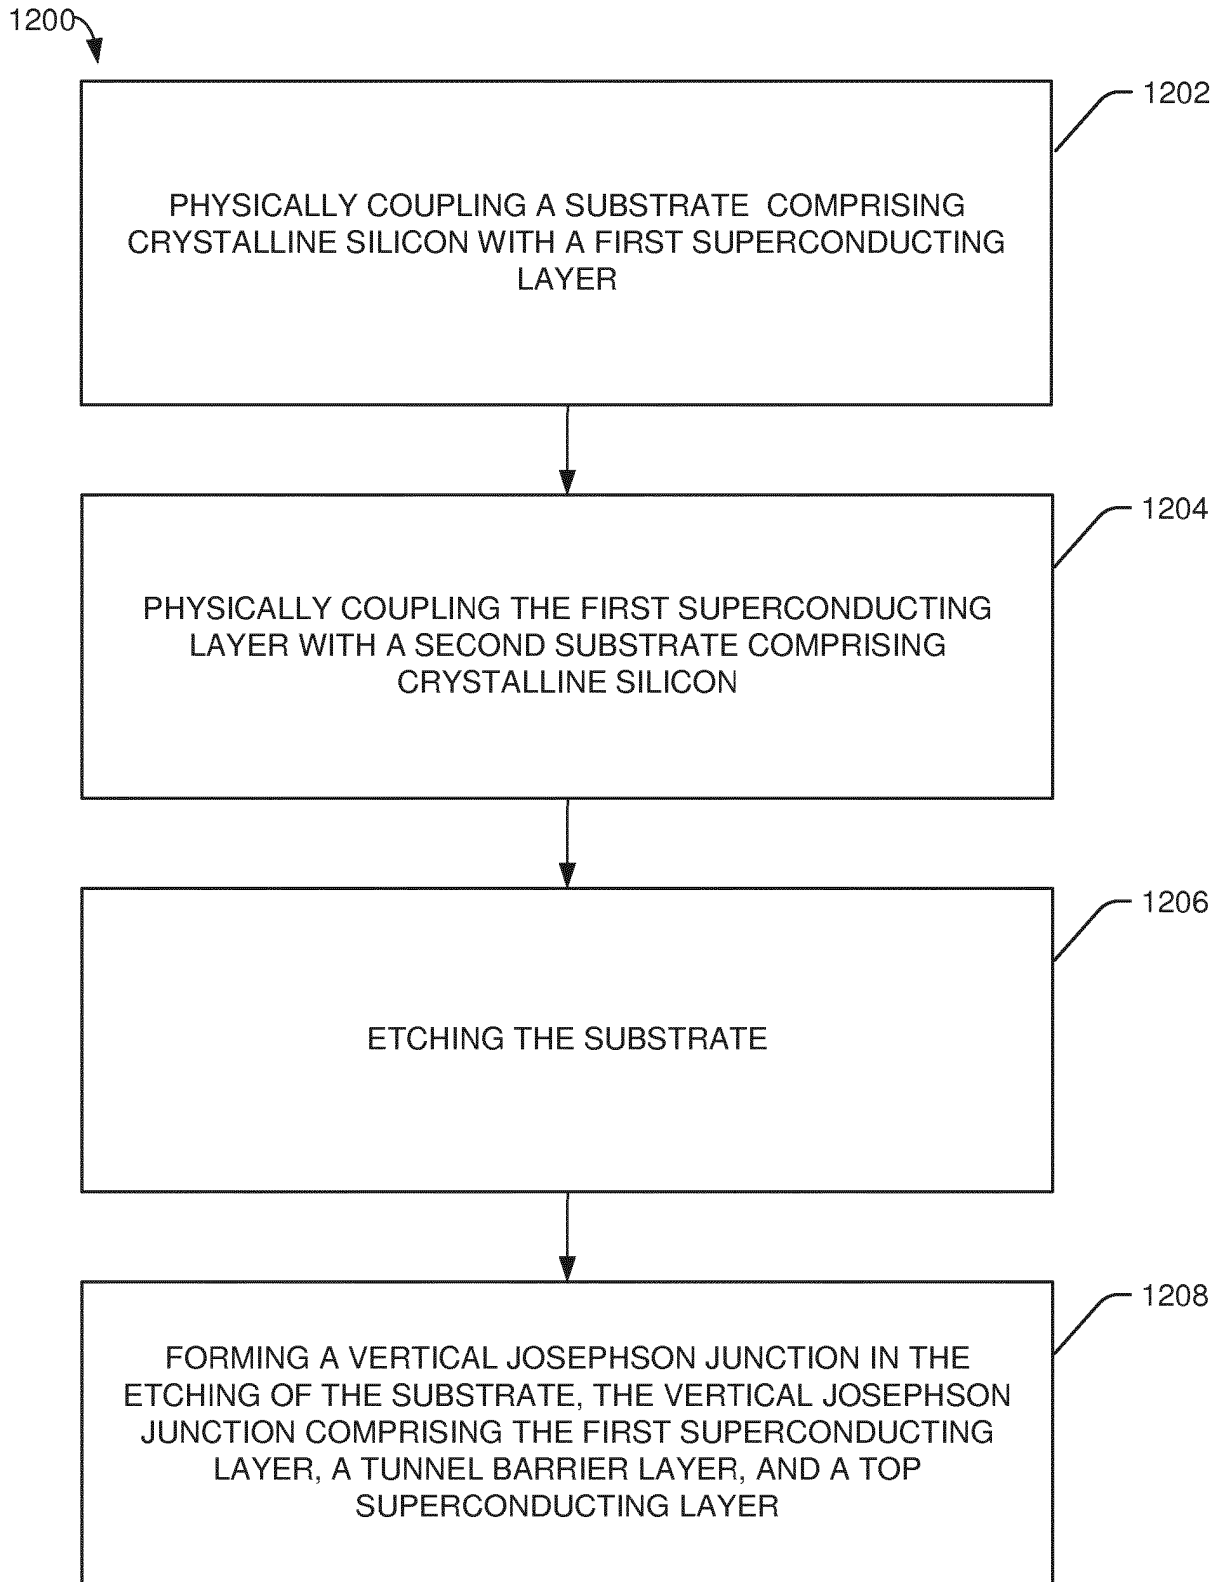 1200
1202
PHYSICALLY COUPLING A SUBSTRATE  COMPRISING
CRYSTALLINE SILICON WITH A FIRST SUPERCONDUCTING
LAYER
1204
PHYSICALLY COUPLING THE FIRST SUPERCONDUCTING
LAYER WITH A SECOND SUBSTRATE COMPRISING
CRYSTALLINE SILICON
1206
ETCHING THE SUBSTRATE
1208
FORMING A VERTICAL JOSEPHSON JUNCTION IN THE
ETCHING OF THE SUBSTRATE, THE VERTICAL JOSEPHSON
JUNCTION COMPRISING THE FIRST SUPERCONDUCTING
LAYER, A TUNNEL BARRIER LAYER, AND A TOP
SUPERCONDUCTING LAYER